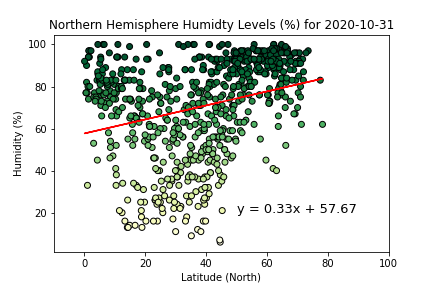 Northern Hemisphere Humidty Levels (%) for 2020-10-31
Humidity (%)
100
80
60
40
20
y = 0.33x + 57.67
0 20 40 60 80 100
Latitude (North)